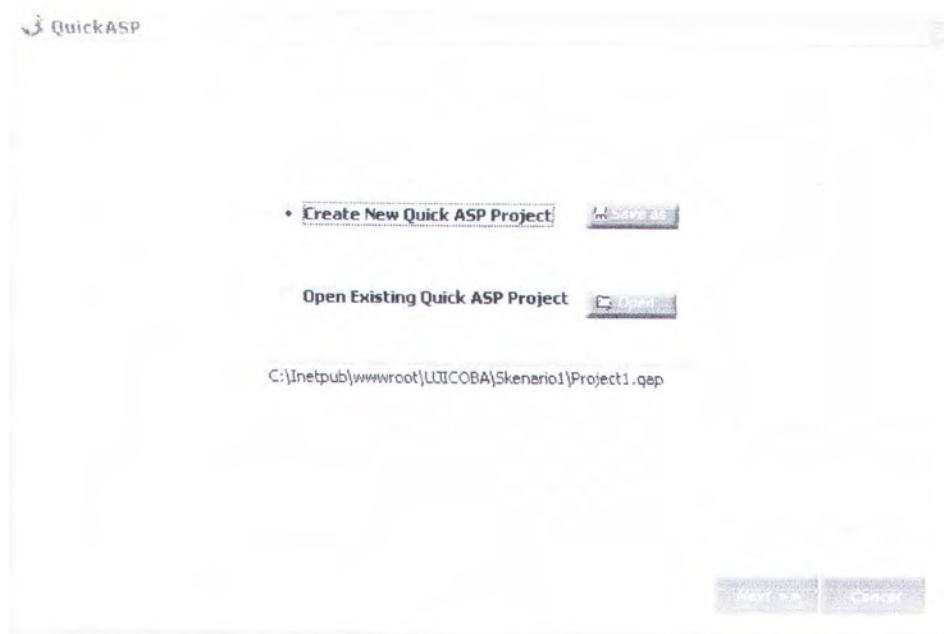 QuickASP
Create New Quick ASP Project Save as
Open Existing Quick ASP Project Open
C:\Inetpub\wwwroot\UJICOBA\Skenario1\Project1.qap
Next >> Cancel